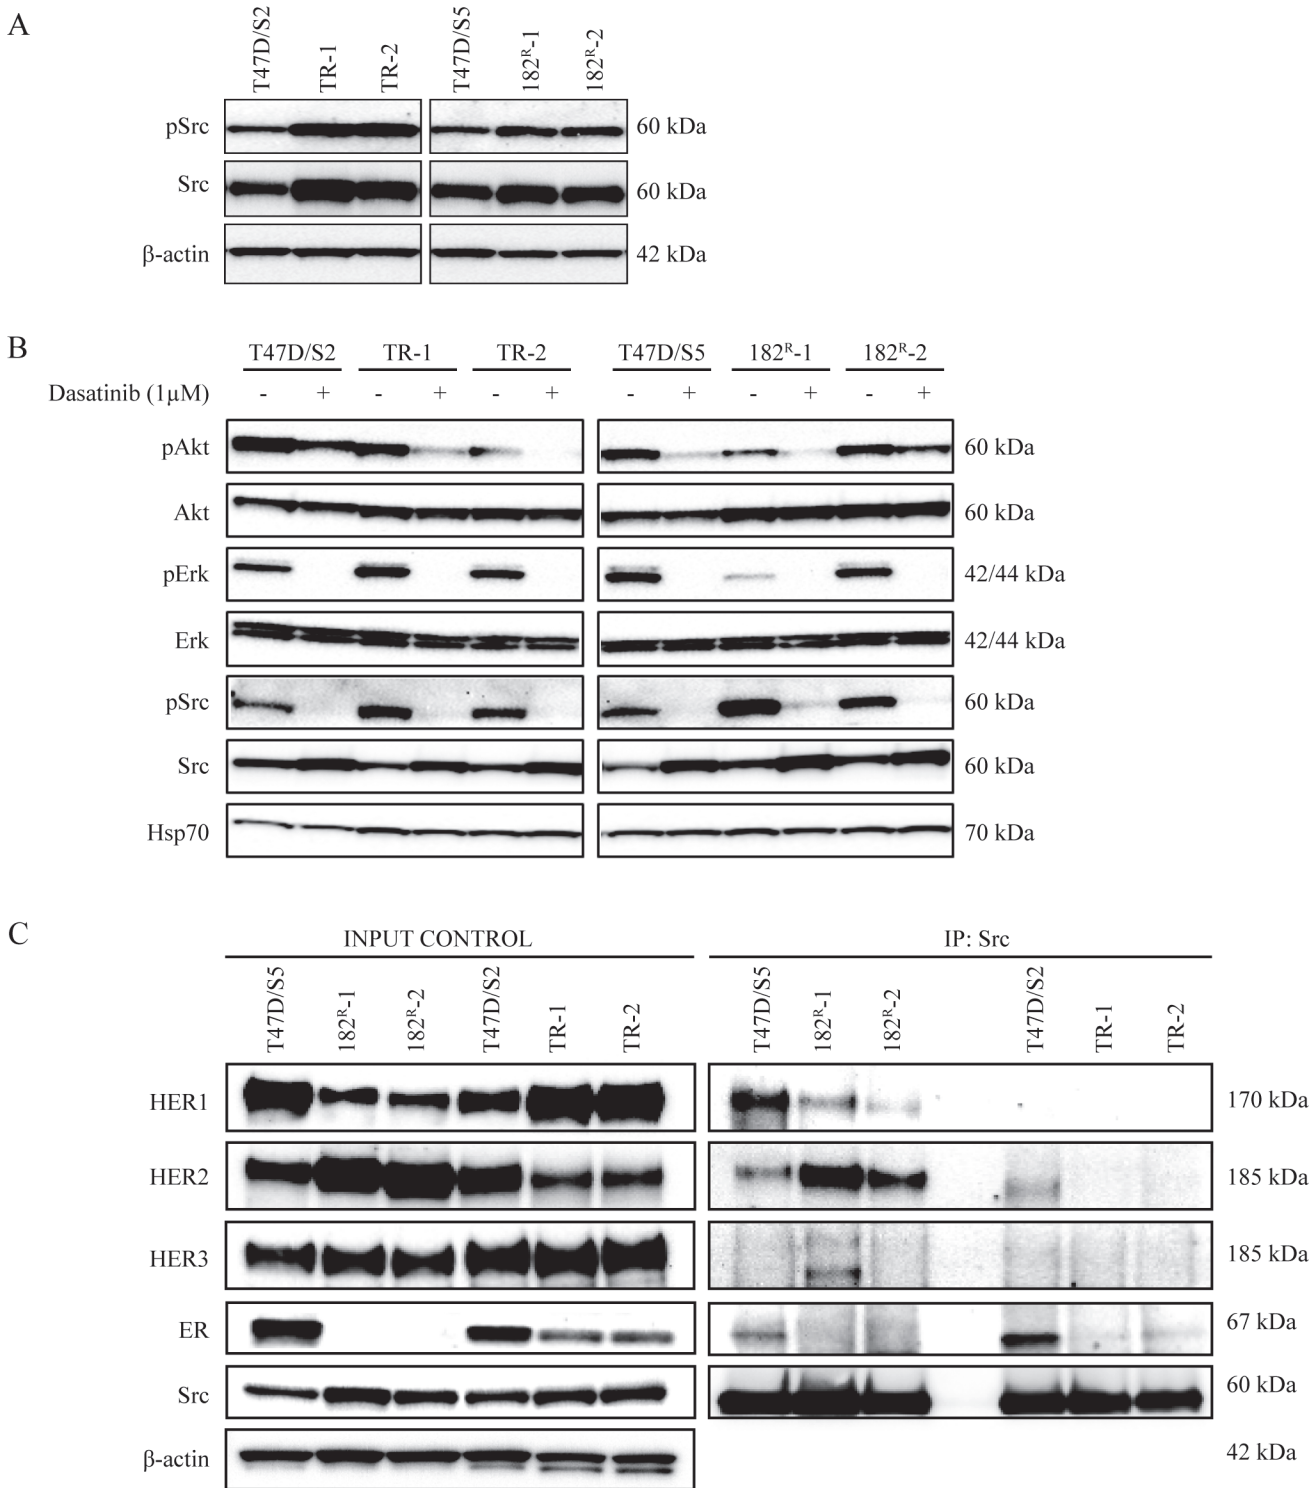 A
T47D/S2 TR-1 TR-2 T47D/S5 182ᴿ-1 182ᴿ-2
pSrc 60 kDa
Src 60 kDa
β-actin 42 kDa
B
T47D/S2 TR-1 TR-2 T47D/S5 182ᴿ-1 182ᴿ-2
Dasatinib (1µM) - + - + - + - + - + - +
pAkt 60 kDa
Akt 60 kDa
pErk 42/44 kDa
Erk 42/44 kDa
pSrc 60 kDa
Src 60 kDa
Hsp70 70 kDa
C
INPUT CONTROL IP: Src
T47D/S5 182ᴿ-1 182ᴿ-2 T47D/S2 TR-1 TR-2 T47D/S5 182ᴿ-1 182ᴿ-2 T47D/S2 TR-1 TR-2
HER1 170 kDa
HER2 185 kDa
HER3 185 kDa
ER 67 kDa
Src 60 kDa
β-actin 42 kDa